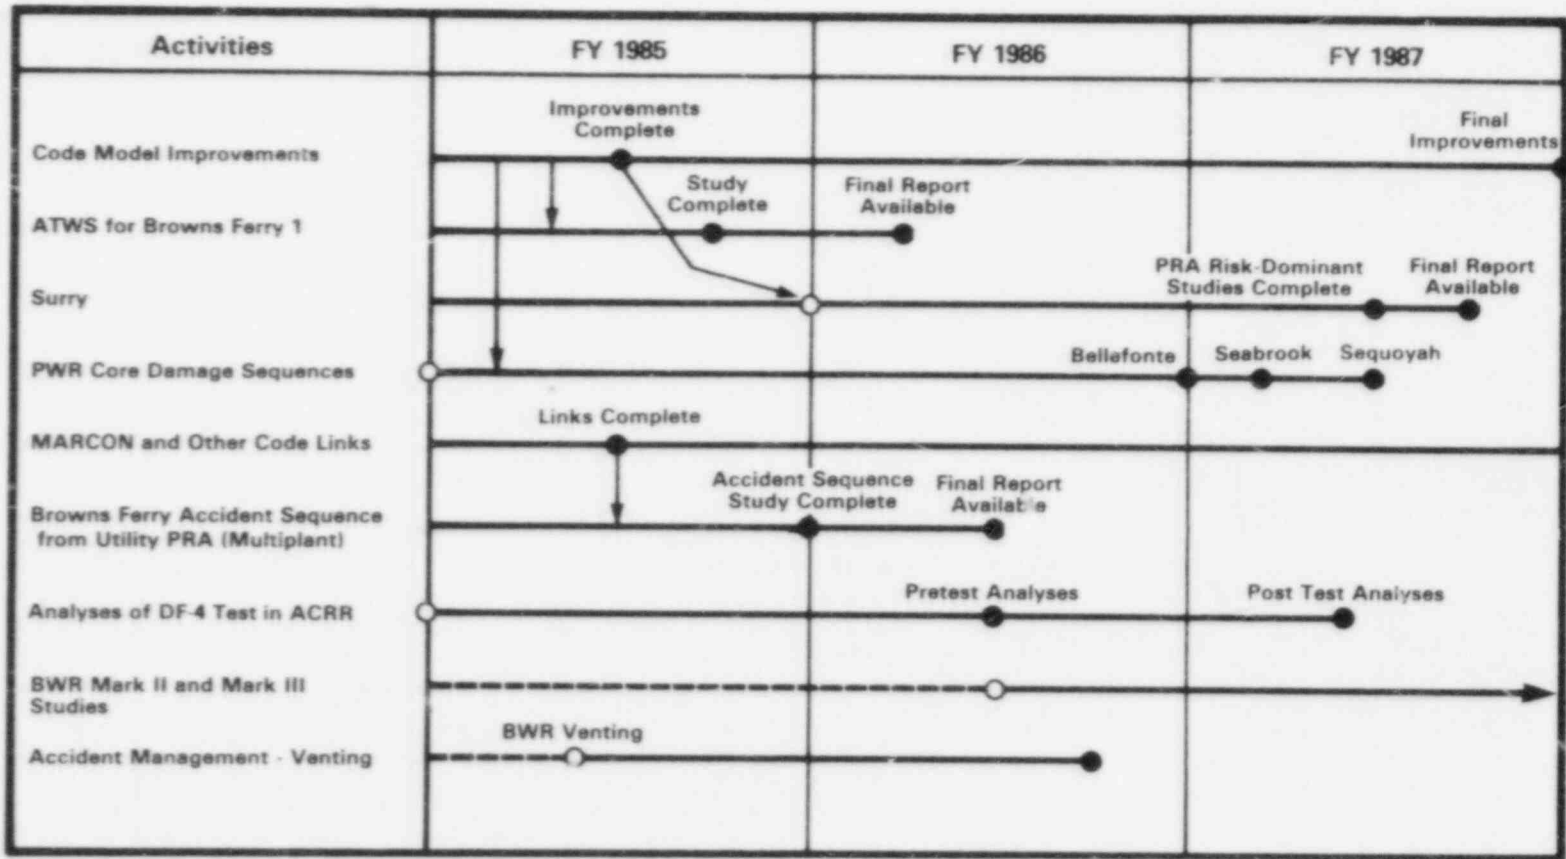 Activities
FY 1985
FY 1986
FY 1987
Improvements
Complete
Final
Improvements
Code Model Improvements
Study
Complete
Final Report
Available
ATWS for Browns Ferry 1
PRA Risk-Dominant
Studies Complete
Final Report
Available
Surry
Bellefonte
Seabrook
Sequoyah
PWR Core Damage Sequences
Links Complete
MARCON and Other Code Links
Accident Sequence
Study Complete
Final Report
Available
Browns Ferry Accident Sequence
from Utility PRA (Multiplant)
Pretest Analyses
Post Test Analyses
Analyses of DF-4 Test in ACRR
BWR Mark II and Mark III
Studies
BWR Venting
Accident Management - Venting